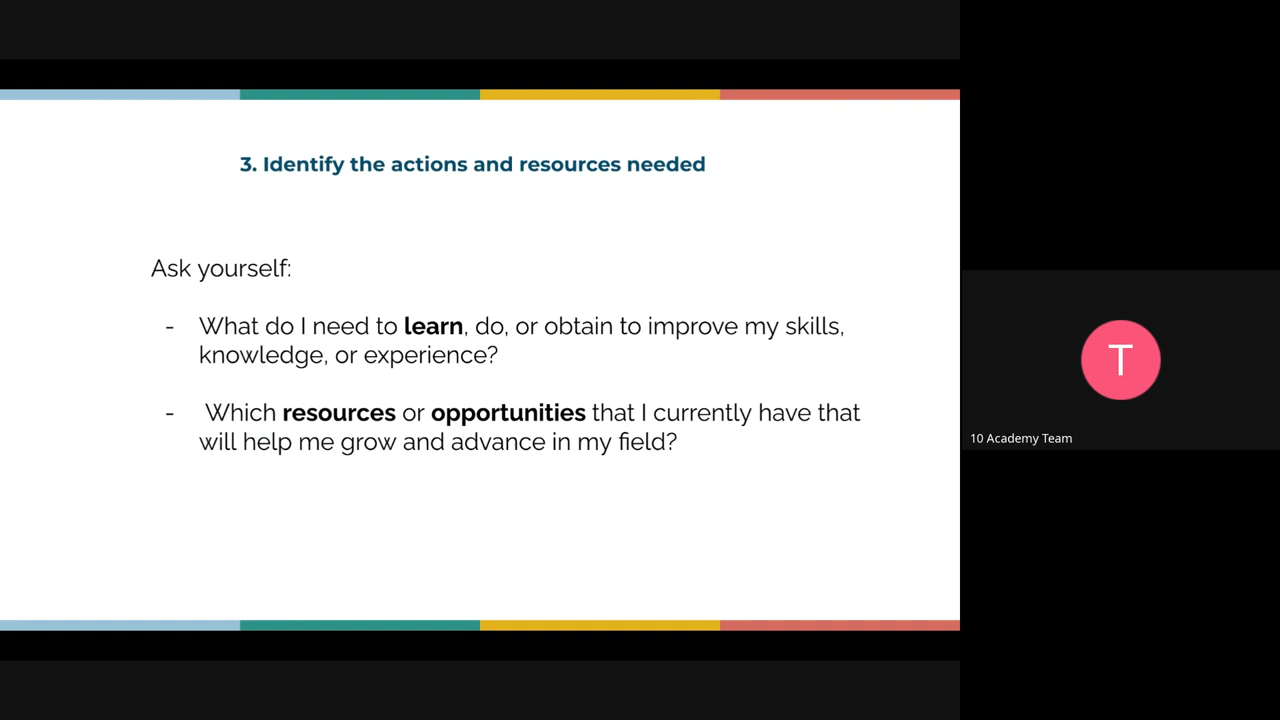 3. Identify the actions and resources needed
Ask yourself:
- What do I need to learn, do, or obtain to improve my skills,
knowledge, or experience?
- Which resources or opportunities that I currently have that
will help me grow and advance in my field?
T
10 Academy Team